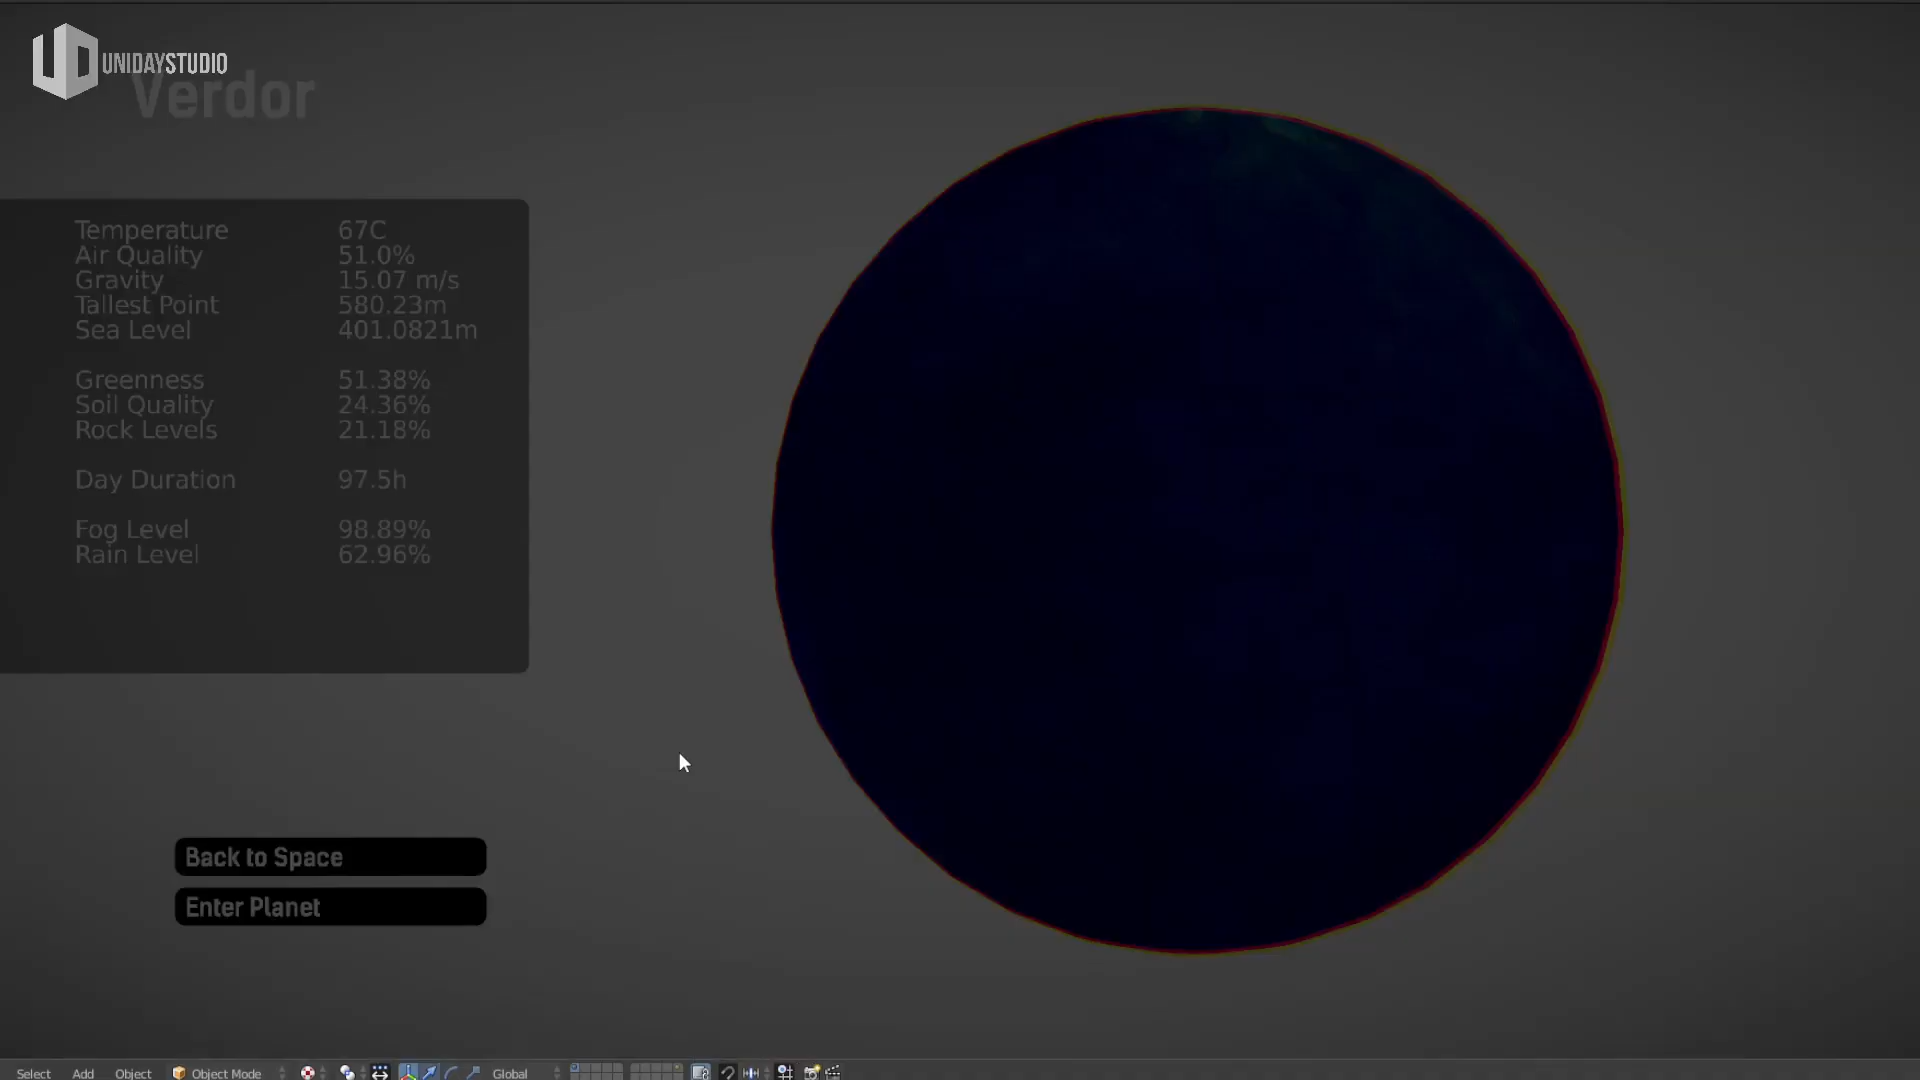 UNIDAYSTUDIO
Verdor
Temperature 67C
Air Quality 51.0%
Gravity 15.07 m/s
Tallest Point 580.23m
Sea Level 401.0821m
Greenness 51.38%
Soil Quality 24.36%
Rock Levels 21.18%
Day Duration 97.5h
Fog Level 98.89%
Rain Level 62.96%
Back to Space
Enter Planet
Select Add Object Object Mode Global